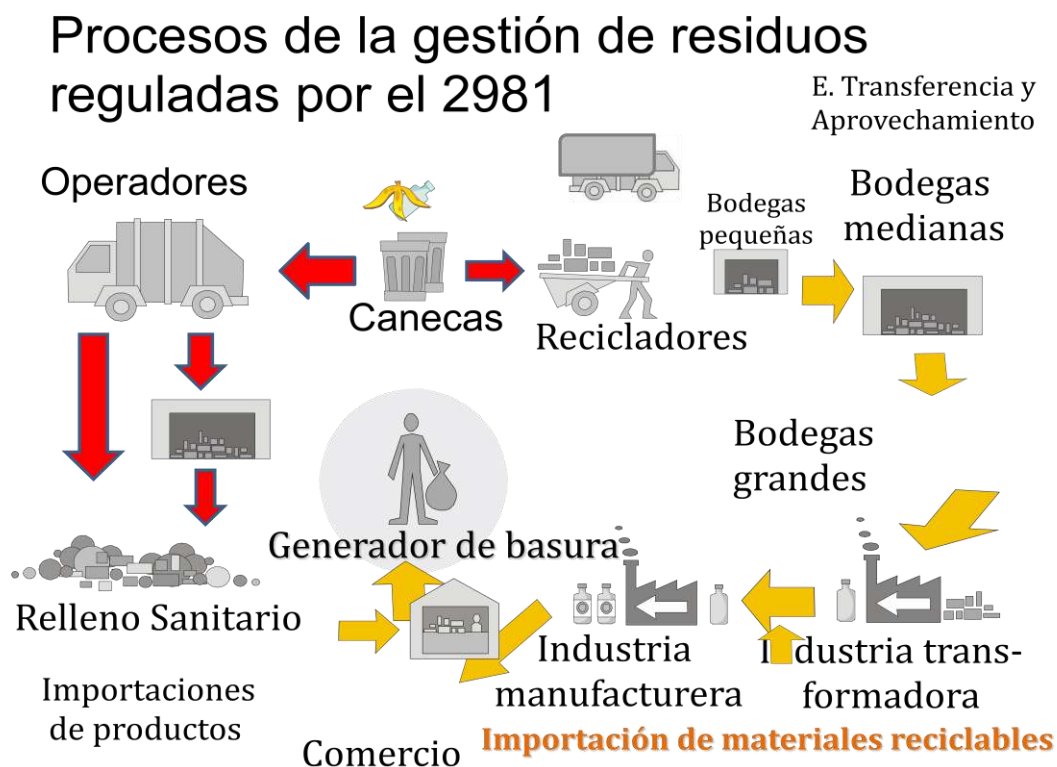 Procesos de la gestión de residuos
reguladas por el 2981
E. Transferencia y
Aprovechamiento
Operadores
Bodegas
pequeñas
Bodegas
medianas
Canecas
Recicladores
Bodegas
grandes
Generador de basura
Relleno Sanitario
Industria
manufacturera
Industria trans-
formadora
Importaciones
de productos
Comercio
Importación de materiales reciclables